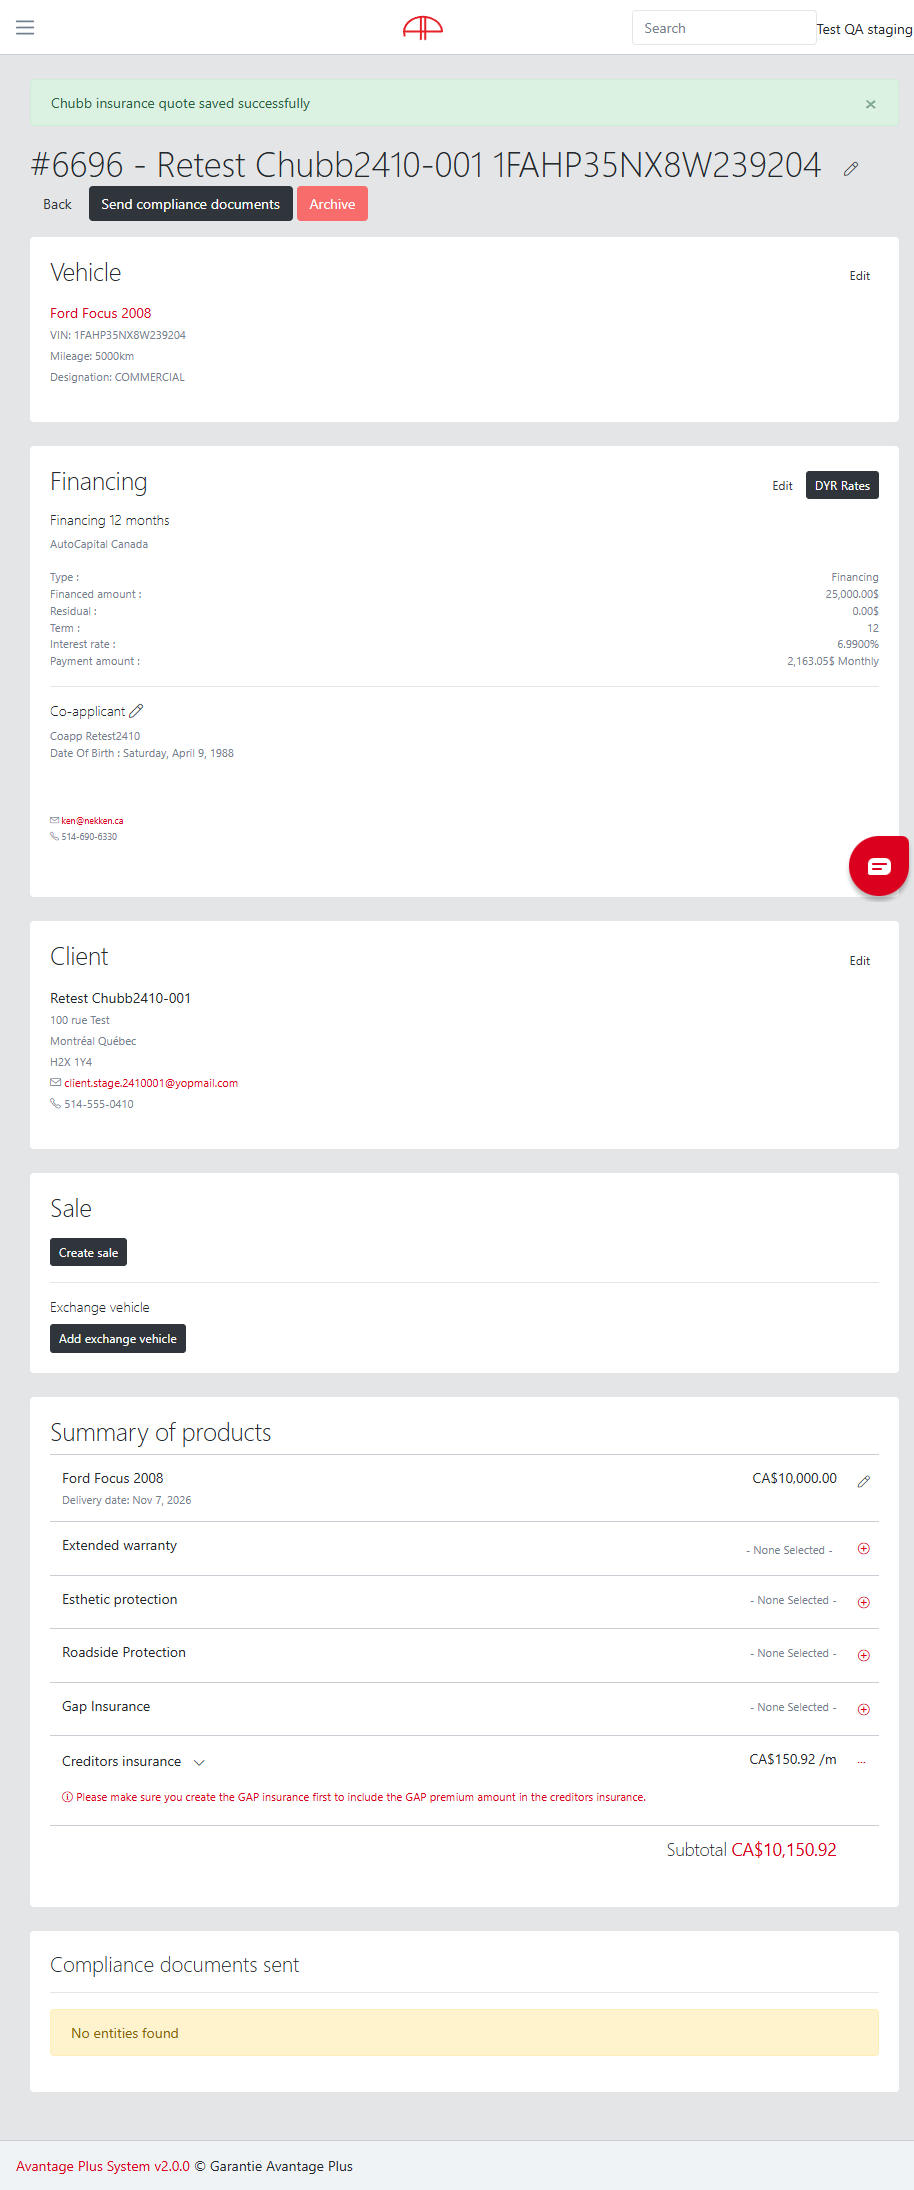 Search
Test QA staging
Chubb insurance quote saved successfully
×
#6696 - Retest Chubb2410-001 1FAHP35NX8W239204
Back
Send compliance documents
Archive
Vehicle
Edit
Ford Focus 2008
VIN: 1FAHP35NX8W239204
Mileage: 5000km
Designation: COMMERCIAL
Financing
Edit
DYR Rates
Financing 12 months
AutoCapital Canada
Type : Financing
Financed amount : 25,000.00$
Residual : 0.00$
Term : 12
Interest rate : 6.9900%
Payment amount : 2,163.05$ Monthly
Co-applicant
Coapp Retest2410
Date Of Birth : Saturday, April 9, 1988
ken@nekken.ca
514-690-6330
Client
Edit
Retest Chubb2410-001
100 rue Test
Montréal Québec
H2X 1Y4
client.stage.2410001@yopmail.com
514-555-0410
Sale
Create sale
Exchange vehicle
Add exchange vehicle
Summary of products
Ford Focus 2008 CA$10,000.00
Delivery date: Nov 7, 2026
Extended warranty - None Selected -
Esthetic protection - None Selected -
Roadside Protection - None Selected -
Gap Insurance - None Selected -
Creditors insurance CA$150.92 /m ...
Please make sure you create the GAP insurance first to include the GAP premium amount in the creditors insurance.
Subtotal CA$10,150.92
Compliance documents sent
No entities found
Avantage Plus System v2.0.0 © Garantie Avantage Plus